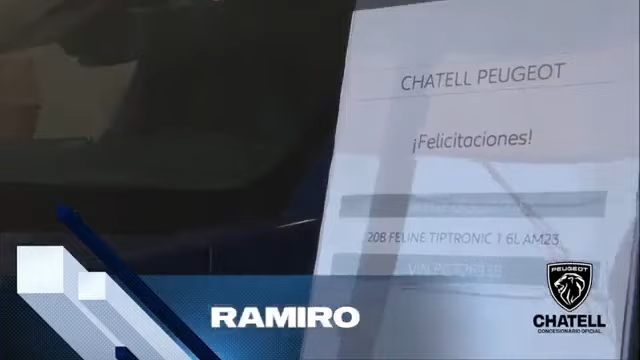 CHATELL PEUGEOT
¡Felicitaciones!
208 FELINE TIPTRONIC 1 6L AM23
RAMIRO
PEUGEOT
CHATELL
CONCESIONARIO OFICIAL